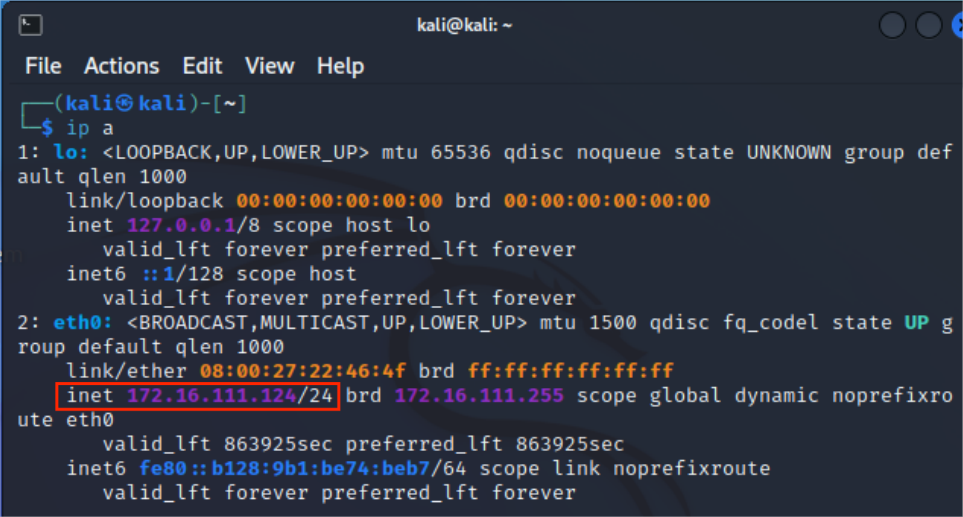 kali@kali: ~
File Actions Edit View Help
┌──(kali㉿kali)-[~]
└─$ ip a
1: lo: <LOOPBACK,UP,LOWER_UP> mtu 65536 qdisc noqueue state UNKNOWN group def
ault qlen 1000
    link/loopback 00:00:00:00:00:00 brd 00:00:00:00:00:00
    inet 127.0.0.1/8 scope host lo
       valid_lft forever preferred_lft forever
    inet6 ::1/128 scope host
       valid_lft forever preferred_lft forever
2: eth0: <BROADCAST,MULTICAST,UP,LOWER_UP> mtu 1500 qdisc fq_codel state UP g
roup default qlen 1000
    link/ether 08:00:27:22:46:4f brd ff:ff:ff:ff:ff:ff
    inet 172.16.111.124/24 brd 172.16.111.255 scope global dynamic noprefixro
ute eth0
       valid_lft 863925sec preferred_lft 863925sec
    inet6 fe80::b128:9b1:be74:beb7/64 scope link noprefixroute
       valid_lft forever preferred_lft forever